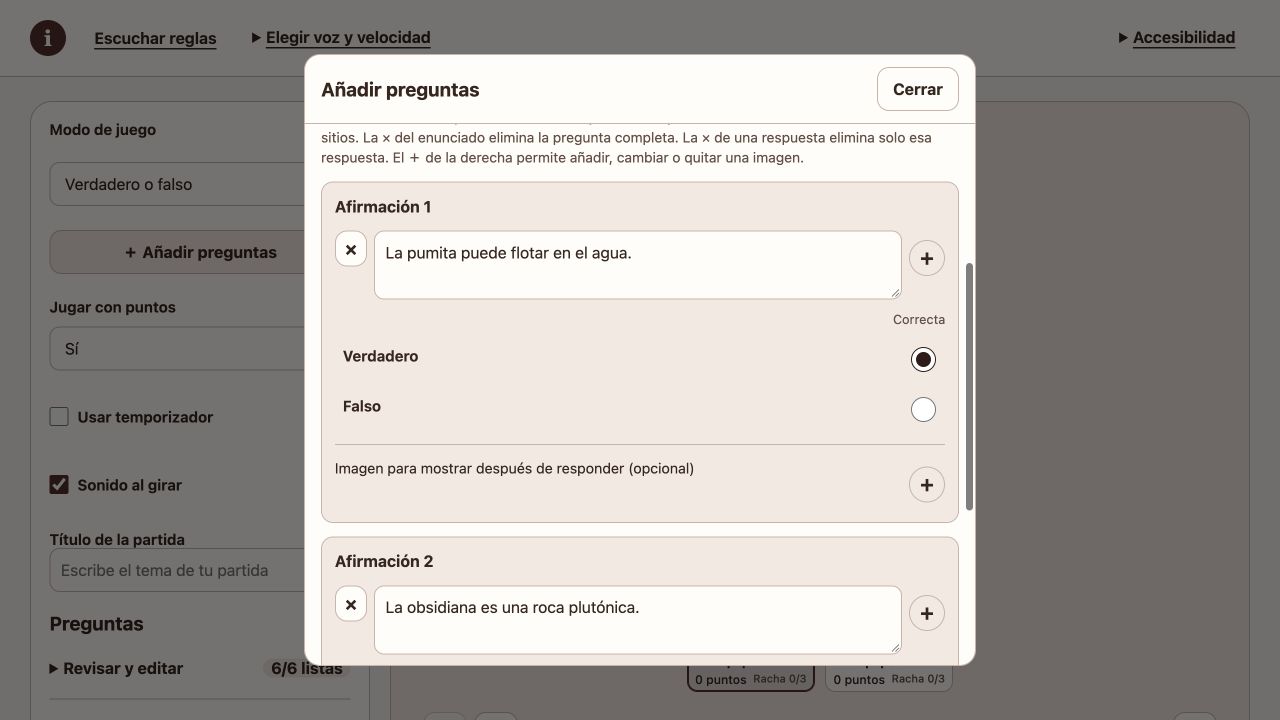 i Escuchar reglas ▶ Elegir voz y velocidad ▶ Accesibilidad
Añadir preguntas
Cerrar
sitios. La × del enunciado elimina la pregunta completa. La × de una respuesta elimina solo esa
respuesta. El + de la derecha permite añadir, cambiar o quitar una imagen.
Afirmación 1
× La pumita puede flotar en el agua. +
Correcta
Verdadero
Falso
Imagen para mostrar después de responder (opcional)
+
Afirmación 2
× La obsidiana es una roca plutónica. +
Modo de juego
Verdadero o falso
+ Añadir preguntas
Jugar con puntos
Sí
Usar temporizador
Sonido al girar
Título de la partida
Escribe el tema de tu partida
Preguntas
▶ Revisar y editar 6/6 listas
0 puntos Racha 0/3
0 puntos Racha 0/3